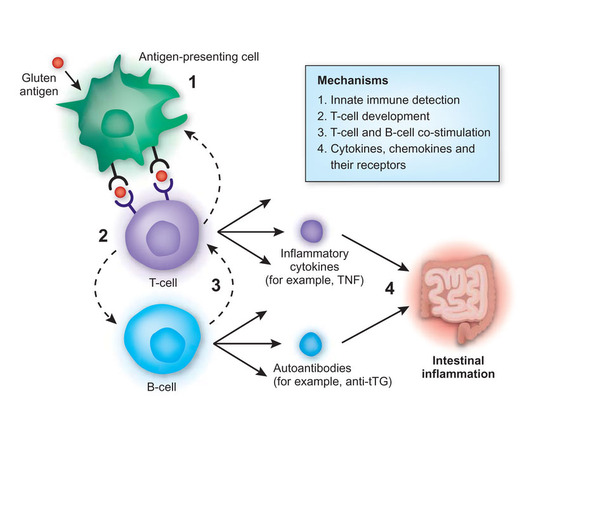 Antigen-presenting cell
Gluten
antigen
1
Mechanisms
1. Innate immune detection
2. T-cell development
3. T-cell and B-cell co-stimulation
4. Cytokines, chemokines and
their receptors
2
T-cell
Inflammatory
cytokines
(for example, TNF)
3
4
B-cell
Autoantibodies
(for example, anti-tTG)
Intestinal
inflammation